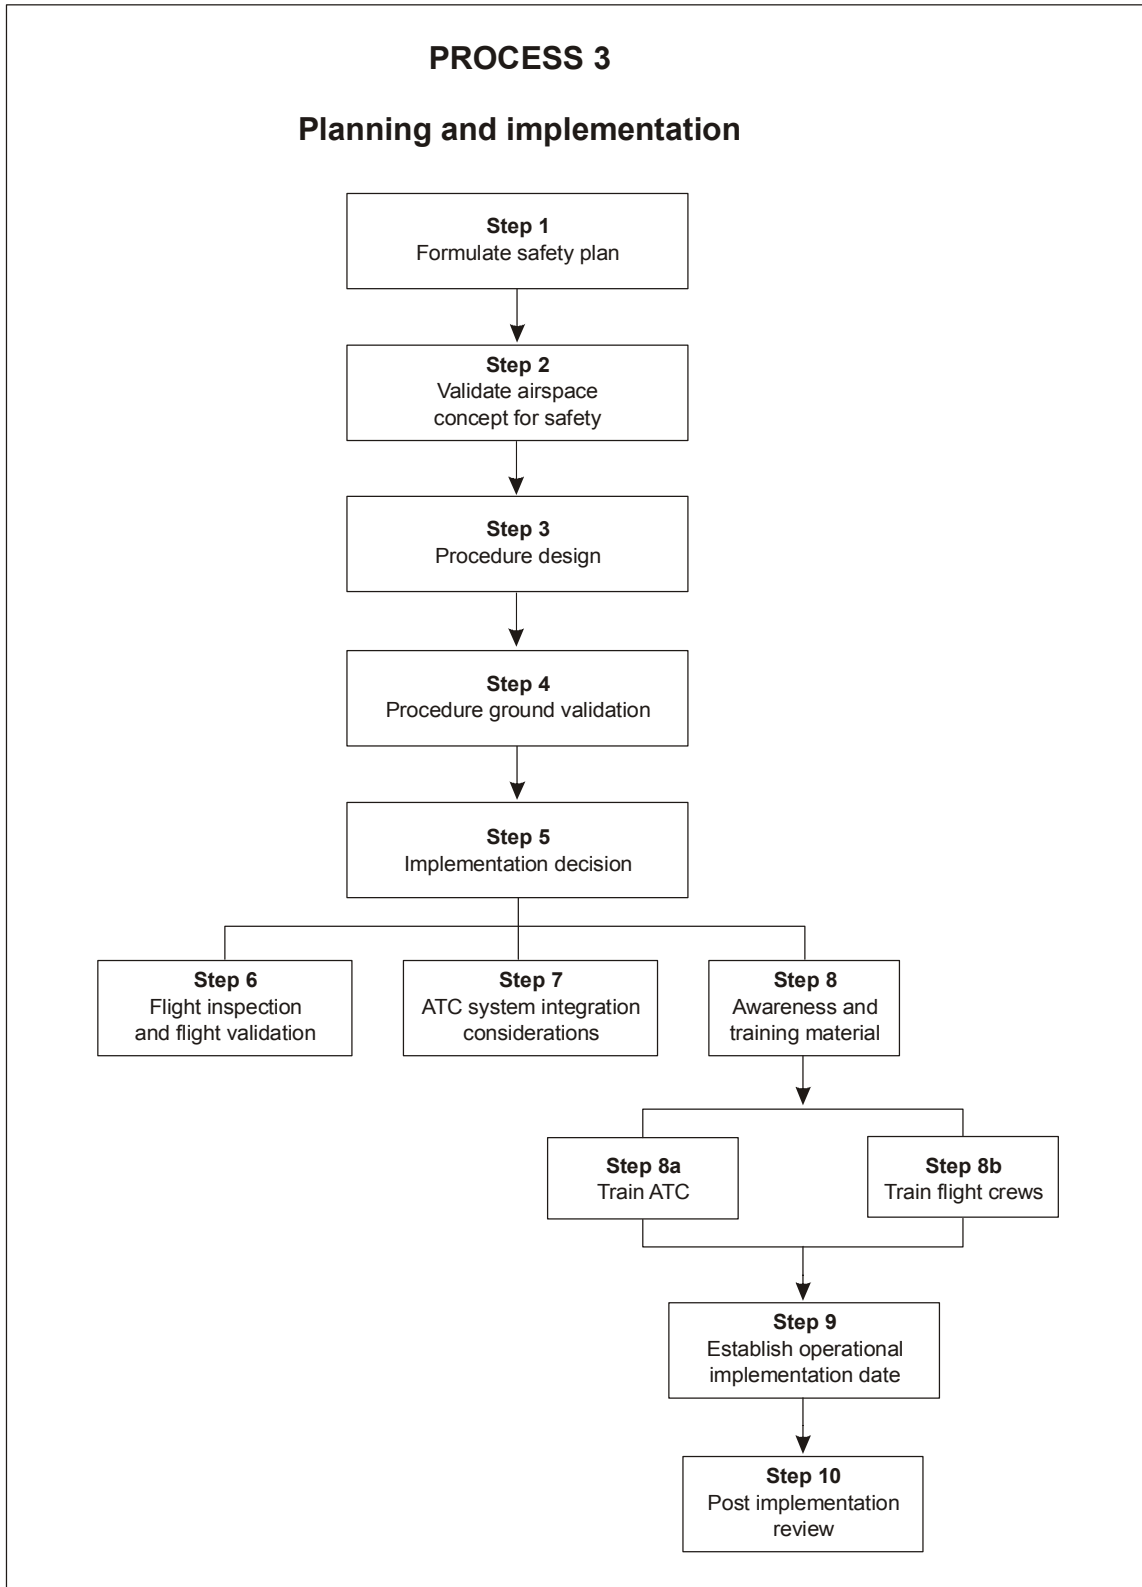 PROCESS 3
Planning and implementation
Step 1
Formulate safety plan
Step 2
Validate airspace
concept for safety
Step 3
Procedure design
Step 4
Procedure ground validation
Step 5
Implementation decision
Step 6
Flight inspection
and flight validation
Step 7
ATC system integration
considerations
Step 8
Awareness and
training material
Step 8a
Train ATC
Step 8b
Train flight crews
Step 9
Establish operational
implementation date
Step 10
Post implementation
review